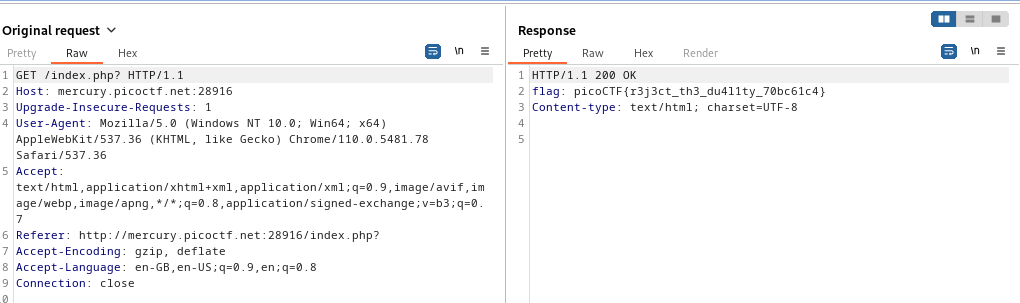 Original request
Pretty Raw Hex
\n
1 GET /index.php? HTTP/1.1
2 Host: mercury.picoctf.net:28916
3 Upgrade-Insecure-Requests: 1
4 User-Agent: Mozilla/5.0 (Windows NT 10.0; Win64; x64)
AppleWebKit/537.36 (KHTML, like Gecko) Chrome/110.0.5481.78
Safari/537.36
5 Accept:
text/html,application/xhtml+xml,application/xml;q=0.9,image/avif,im
age/webp,image/apng,*/*;q=0.8,application/signed-exchange;v=b3;q=0.
7
6 Referer: http://mercury.picoctf.net:28916/index.php?
7 Accept-Encoding: gzip, deflate
8 Accept-Language: en-GB,en-US;q=0.9,en;q=0.8
9 Connection: close
0
Response
Pretty Raw Hex Render
\n
1 HTTP/1.1 200 OK
2 flag: picoCTF{r3j3ct_th3_du4l1ty_70bc61c4}
3 Content-type: text/html; charset=UTF-8
4
5